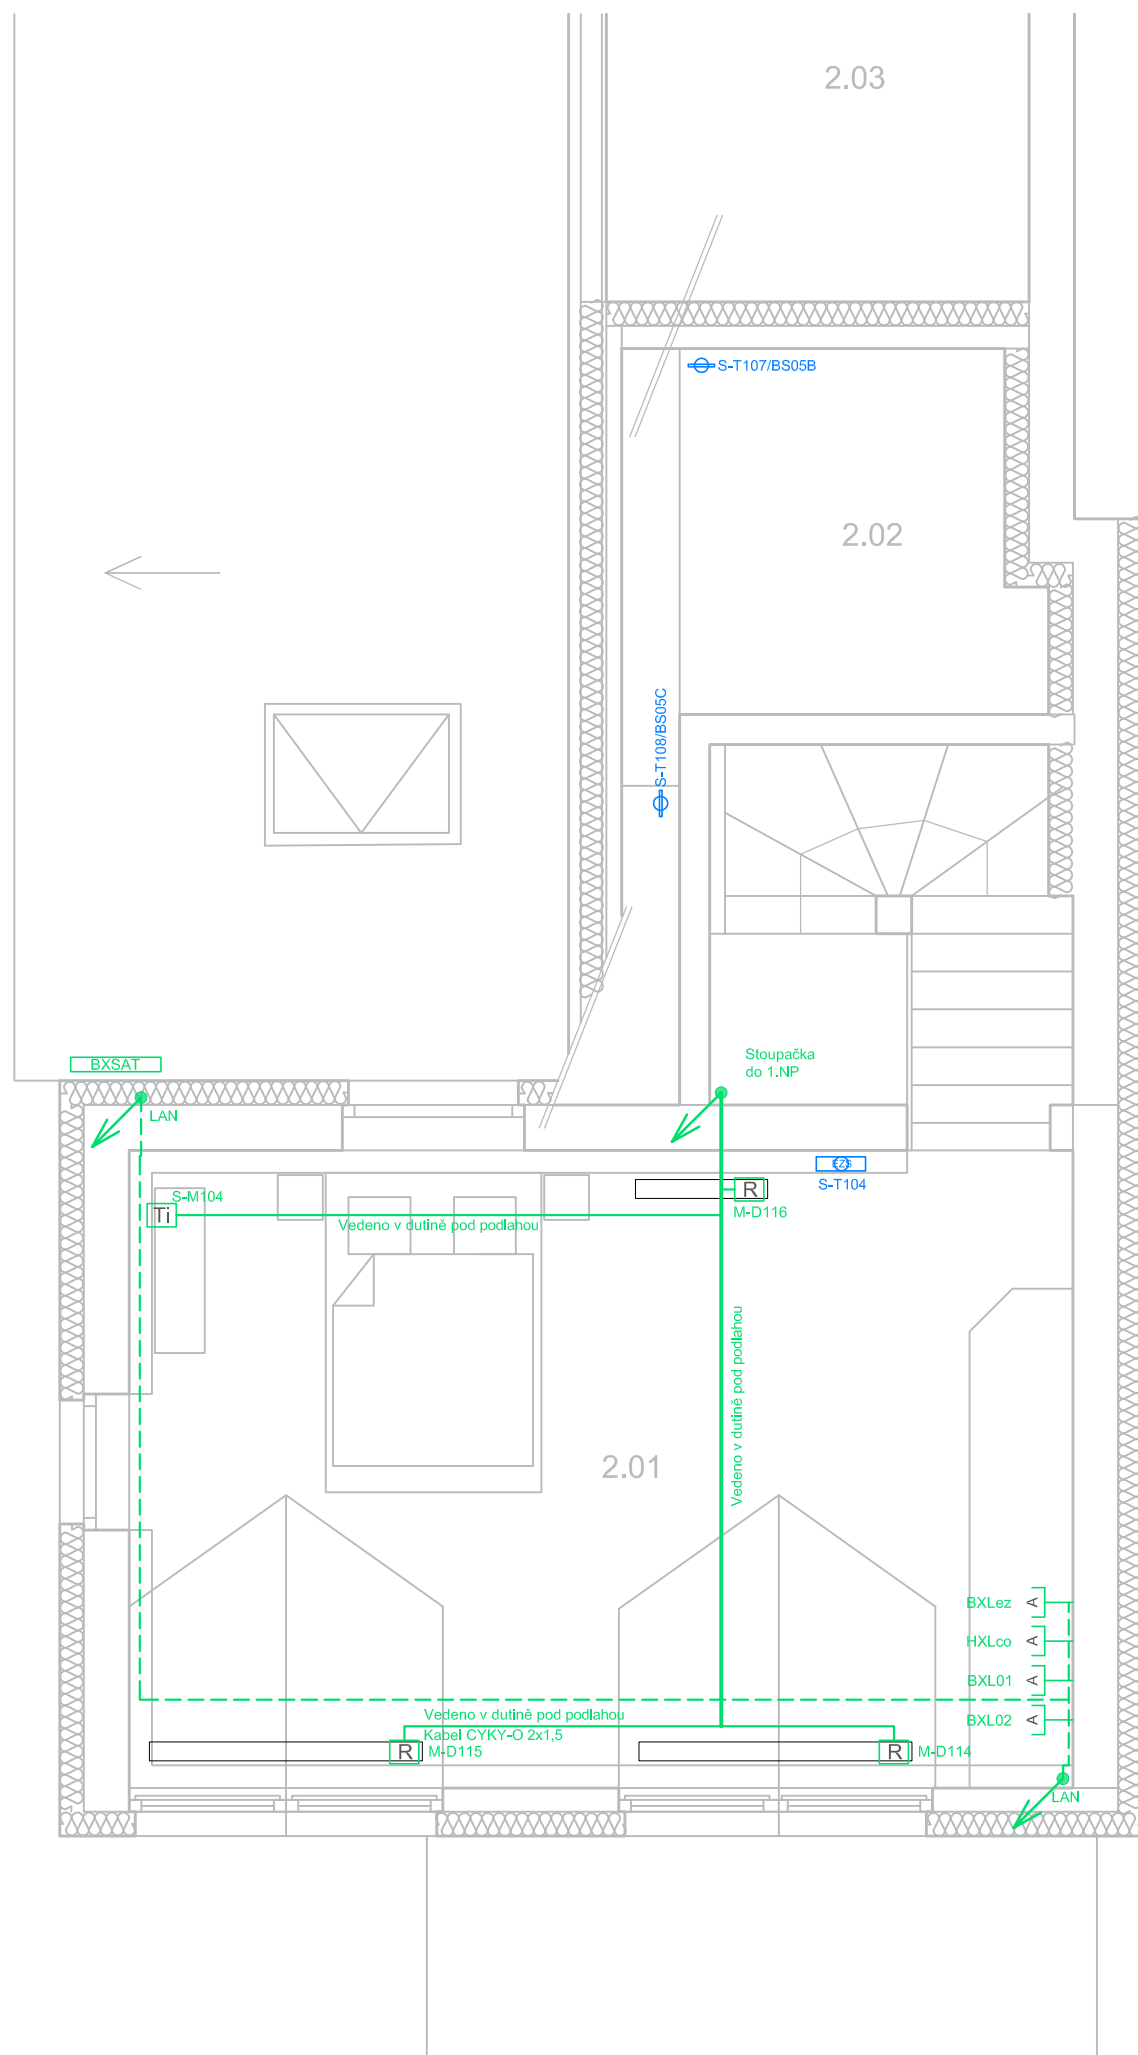 2.03
S-T107/BS05B
2.02
S-T108/BS05C
Stoupačka
do 1.NP
BXSAT
LAN
EZS
S-T104
S-M104
Ti
R
M-D116
Vedeno v dutině pod podlahou
Vedeno v dutině pod podlahou
2.01
BXLez A
HXLco A
BXL01 A
BXL02 A
Vedeno v dutině pod podlahou
Kabel CYKY-O 2x1,5
R M-D115
R M-D114
LAN